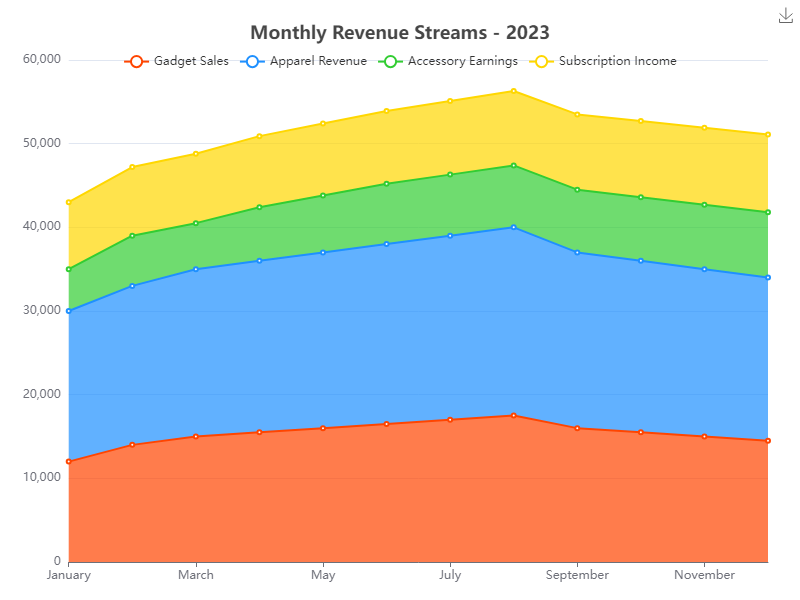 Monthly Revenue Streams - 2023
Gadget Sales Apparel Revenue Accessory Earnings Subscription Income
60,000
50,000
40,000
30,000
20,000
10,000
0
January March May July September November